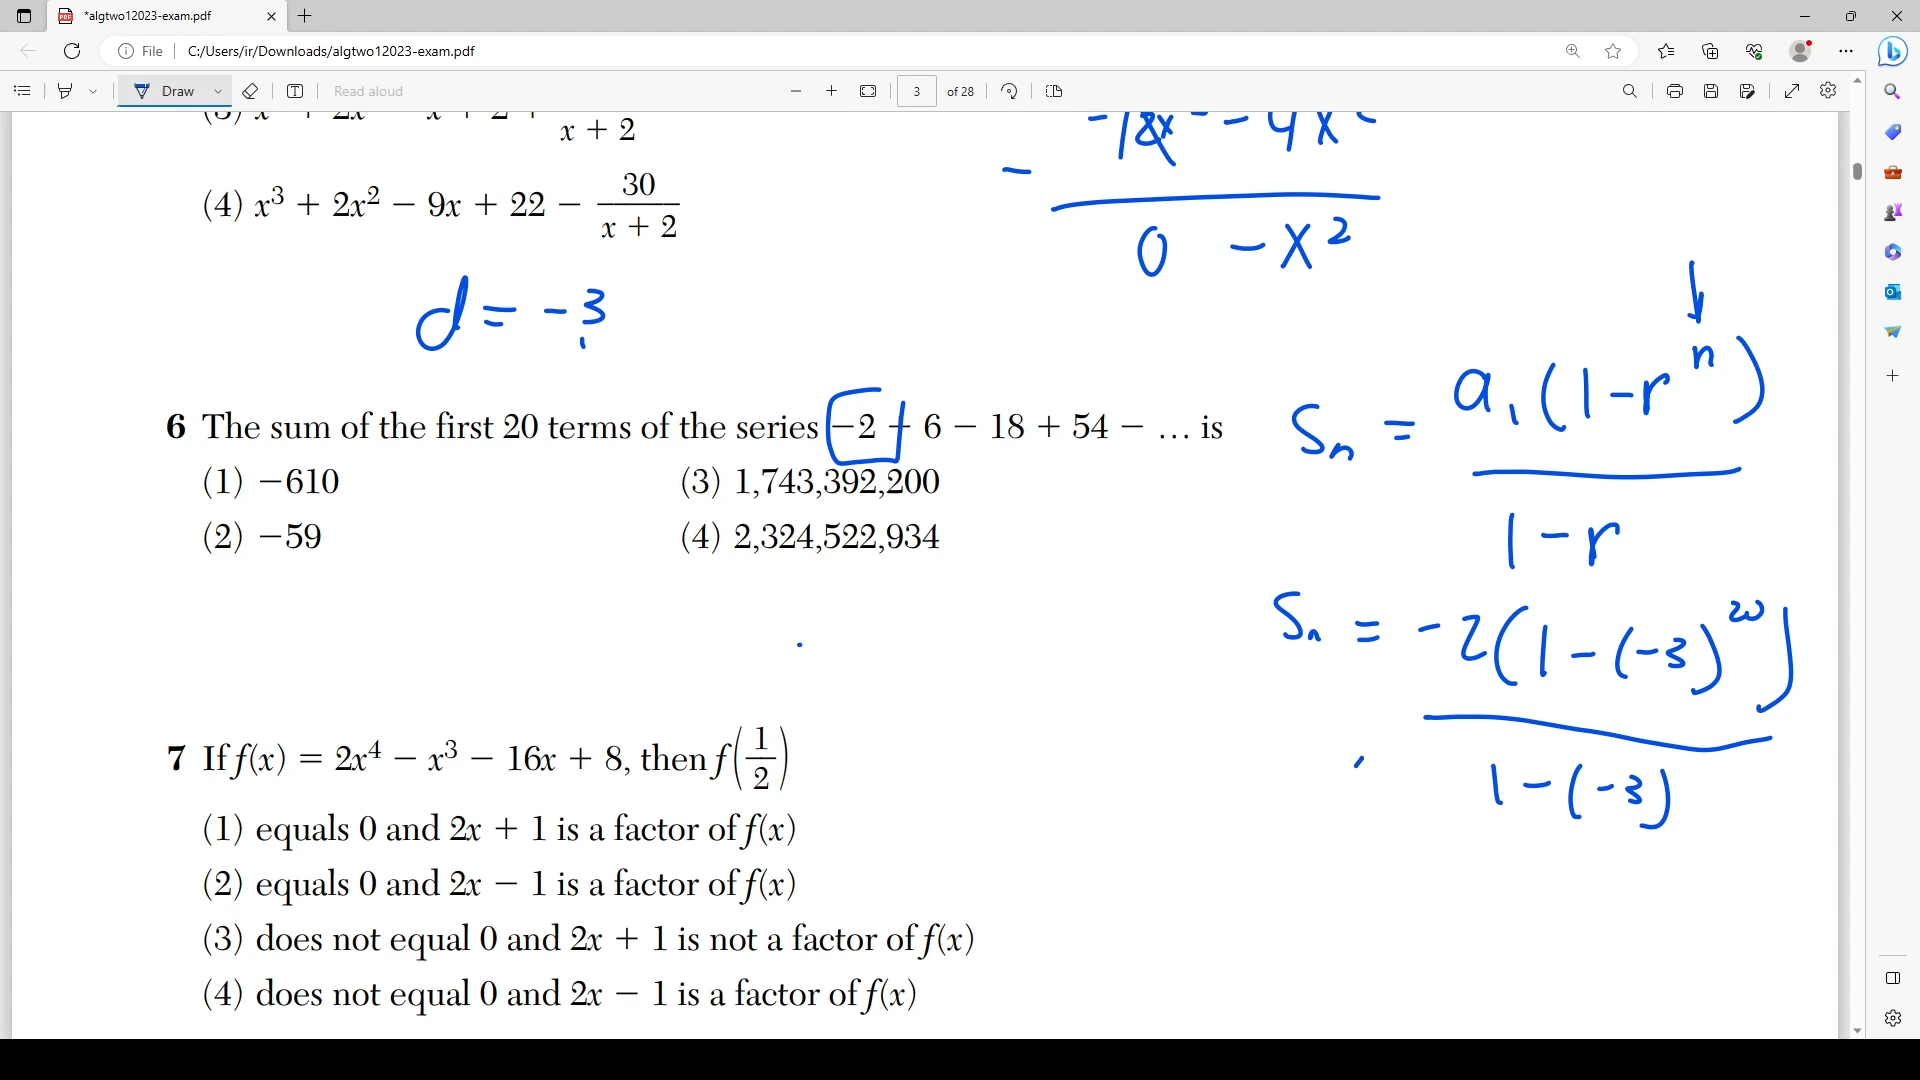 *algtwo12023-exam.pdf
File C:/Users/ir/Downloads/algtwo12023-exam.pdf
Draw Read aloud 3 of 28
x + 2
(4) x³ + 2x² − 9x + 22 − 30/(x + 2)
0 − x²
d = −3
6 The sum of the first 20 terms of the series −2 + 6 − 18 + 54 − … is
(1) −610 (3) 1,743,392,200
(2) −59 (4) 2,324,522,934
Sₙ = a₁(1−rⁿ)
1−r
Sₙ = −2(1−(−3)²⁰)
1−(−3)
7 If f(x) = 2x⁴ − x³ − 16x + 8, then f(1/2)
(1) equals 0 and 2x + 1 is a factor of f(x)
(2) equals 0 and 2x − 1 is a factor of f(x)
(3) does not equal 0 and 2x + 1 is not a factor of f(x)
(4) does not equal 0 and 2x − 1 is a factor of f(x)